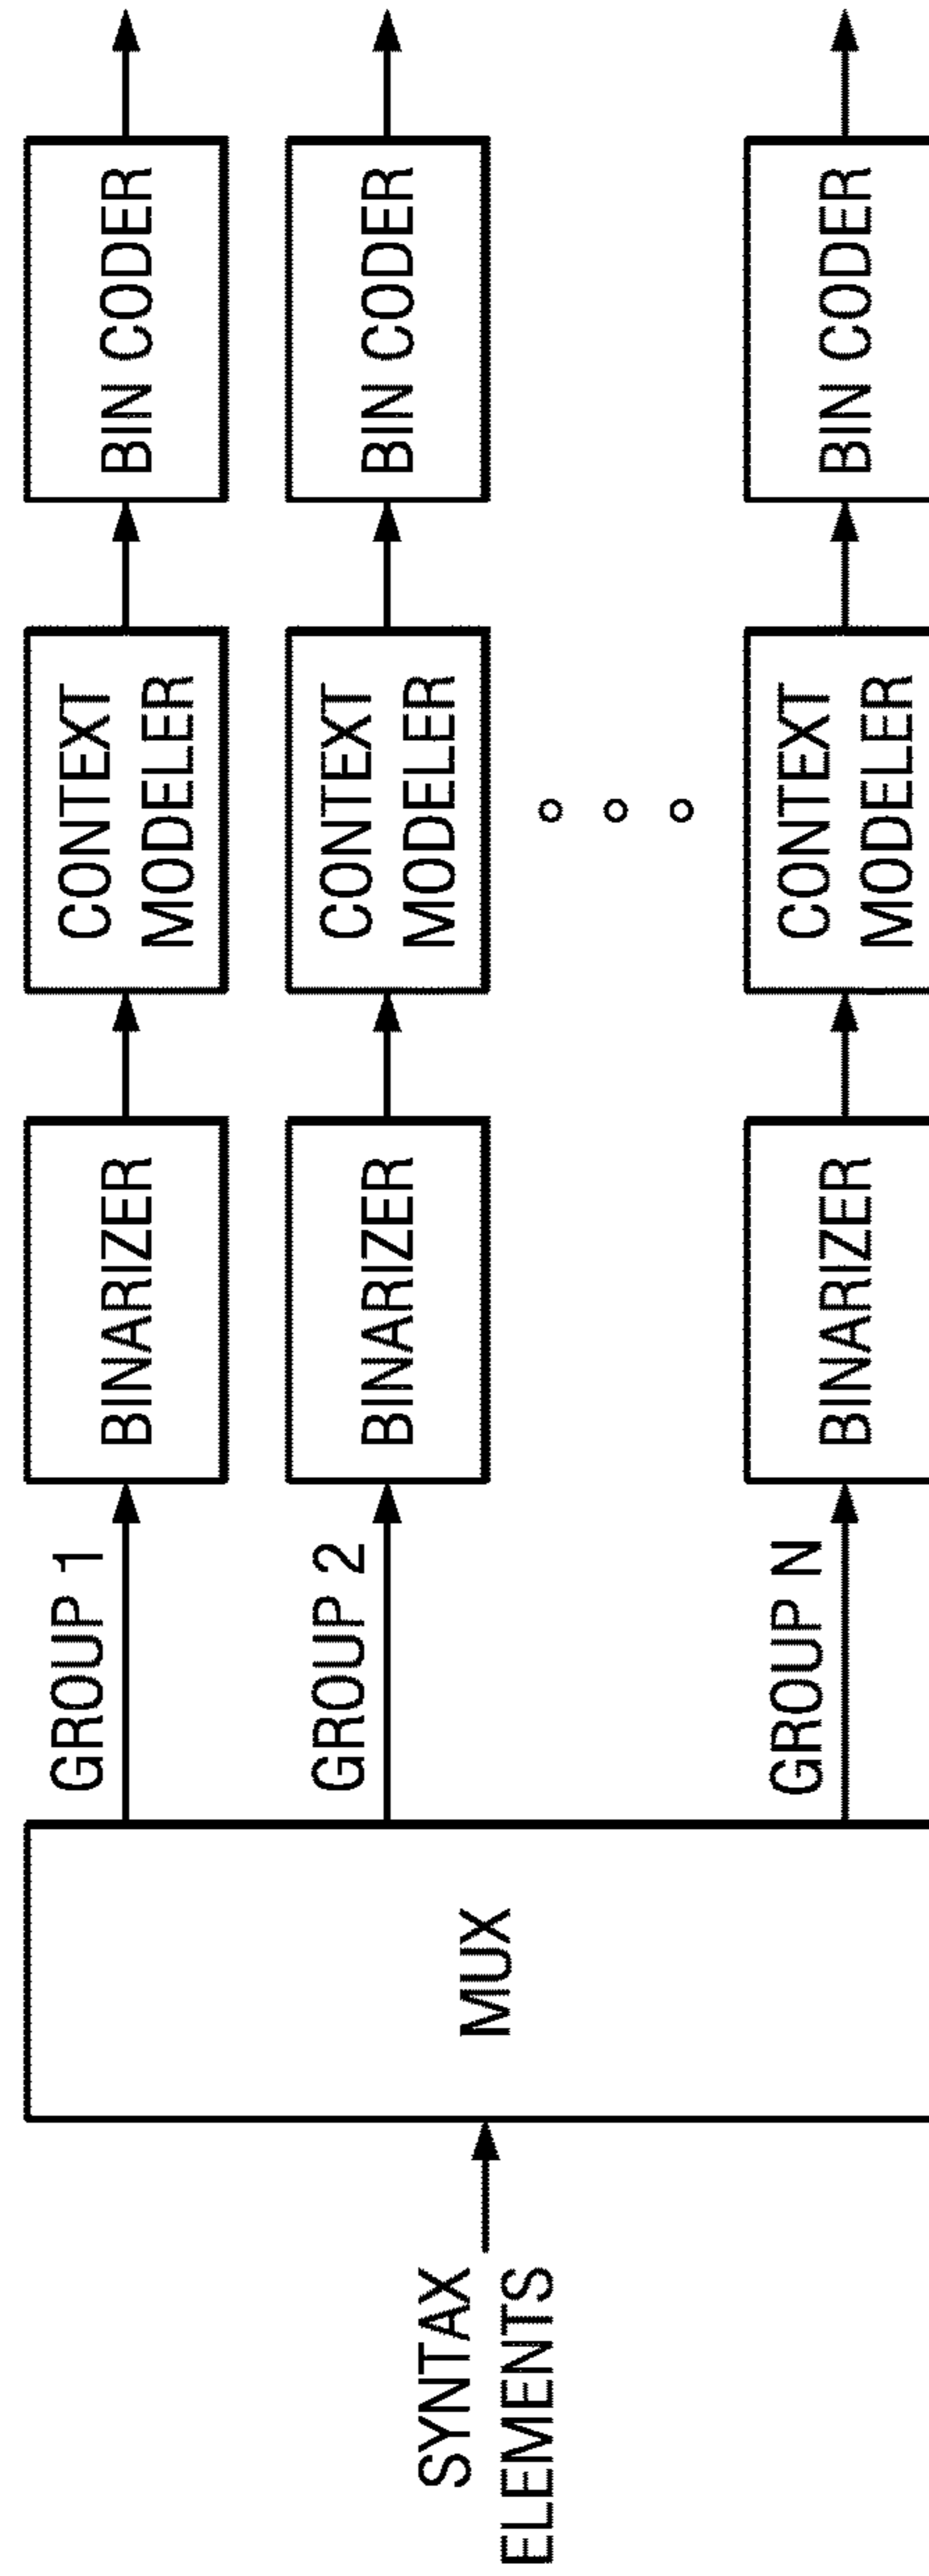 SYNTAX
ELEMENTS
MUX
GROUP 1
BINARIZER
CONTEXT
MODELER
BIN CODER
GROUP 2
BINARIZER
CONTEXT
MODELER
BIN CODER
GROUP N
BINARIZER
CONTEXT
MODELER
BIN CODER